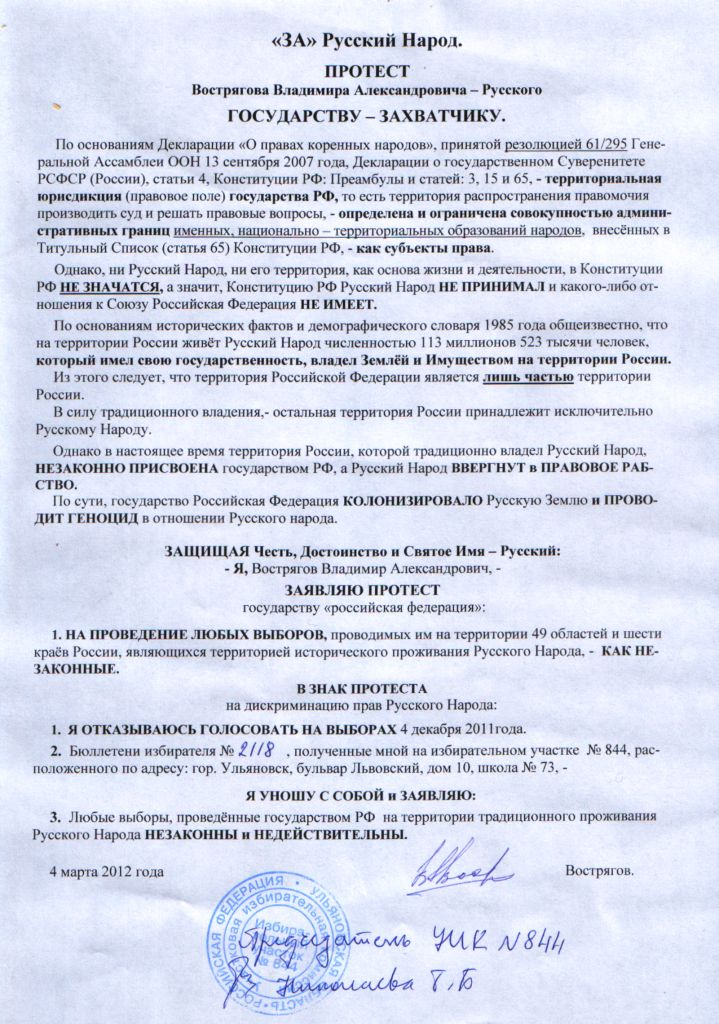 «ЗА» Русский Народ.
ПРОТЕСТ
Вострягова Владимира Александровича – Русского
ГОСУДАРСТВУ – ЗАХВАТЧИКУ.
По основаниям Декларации «О правах коренных народов», принятой резолюцией 61/295 Гене-
ральной Ассамблеи ООН 13 сентября 2007 года, Декларации о государственном Суверенитете
РСФСР (России), статьи 4, Конституции РФ: Преамбулы и статей: 3, 15 и 65, - территориальная
юрисдикция (правовое поле) государства РФ, то есть территория распространения правомочия
производить суд и решать правовые вопросы, - определена и ограничена совокупностью админи-
стративных границ именных, национально – территориальных образований народов, внесённых в
Титульный Список (статья 65) Конституции РФ, - как субъекты права.
Однако, ни Русский Народ, ни его территория, как основа жизни и деятельности, в Конституции
РФ НЕ ЗНАЧАТСЯ, а значит, Конституцию РФ Русский Народ НЕ ПРИНИМАЛ и какого-либо от-
ношения к Союзу Российская Федерация НЕ ИМЕЕТ.
По основаниям исторических фактов и демографического словаря 1985 года общеизвестно, что
на территории России живёт Русский Народ численностью 113 миллионов 523 тысячи человек,
который имел свою государственность, владел Землёй и Имуществом на территории России.
Из этого следует, что территория Российской Федерации является лишь частью территории
России.
В силу традиционного владения,- остальная территория России принадлежит исключительно
Русскому Народу.
Однако в настоящее время территория России, которой традиционно владел Русский Народ,
НЕЗАКОННО ПРИСВОЕНА государством РФ, а Русский Народ ВВЕРГНУТ в ПРАВОВОЕ РАБ-
СТВО.
По сути, государство Российская Федерация КОЛОНИЗИРОВАЛО Русскую Землю и ПРОВО-
ДИТ ГЕНОЦИД в отношении Русского народа.
ЗАЩИЩАЯ Честь, Достоинство и Святое Имя – Русский:
- Я, Востряго́в Владимир Александрович, -
ЗАЯВЛЯЮ ПРОТЕСТ
государству «российская федерация»:
1. НА ПРОВЕДЕНИЕ ЛЮБЫХ ВЫБОРОВ, проводимых им на территории 49 областей и шести
краёв России, являющихся территорией исторического проживания Русского Народа, - КАК НЕ-
ЗАКОННЫЕ.
В ЗНАК ПРОТЕСТА
на дискриминацию прав Русского Народа:
1. Я ОТКАЗЫВАЮСЬ ГОЛОСОВАТЬ НА ВЫБОРАХ 4 декабря 2011года.
2. Бюллетени избирателя № 2118 , полученные мной на избирательном участке № 844, рас-
положенного по адресу: гор. Ульяновск, бульвар Львовский, дом 10, школа № 73, -
Я УНОШУ С СОБОЙ и ЗАЯВЛЯЮ:
3. Любые выборы, проведённые государством РФ на территории традиционного проживания
Русского Народа НЕЗАКОННЫ и НЕДЕЙСТВИТЕЛЬНЫ.
4 марта 2012 года Вострягов.
РОССИЙСКАЯ ФЕДЕРАЦИЯ • УЛЬЯНОВСКАЯ ОБЛАСТЬ
избирательная
Избира-
№ 844
Председатель УИК N 844
Николаева Т.Б